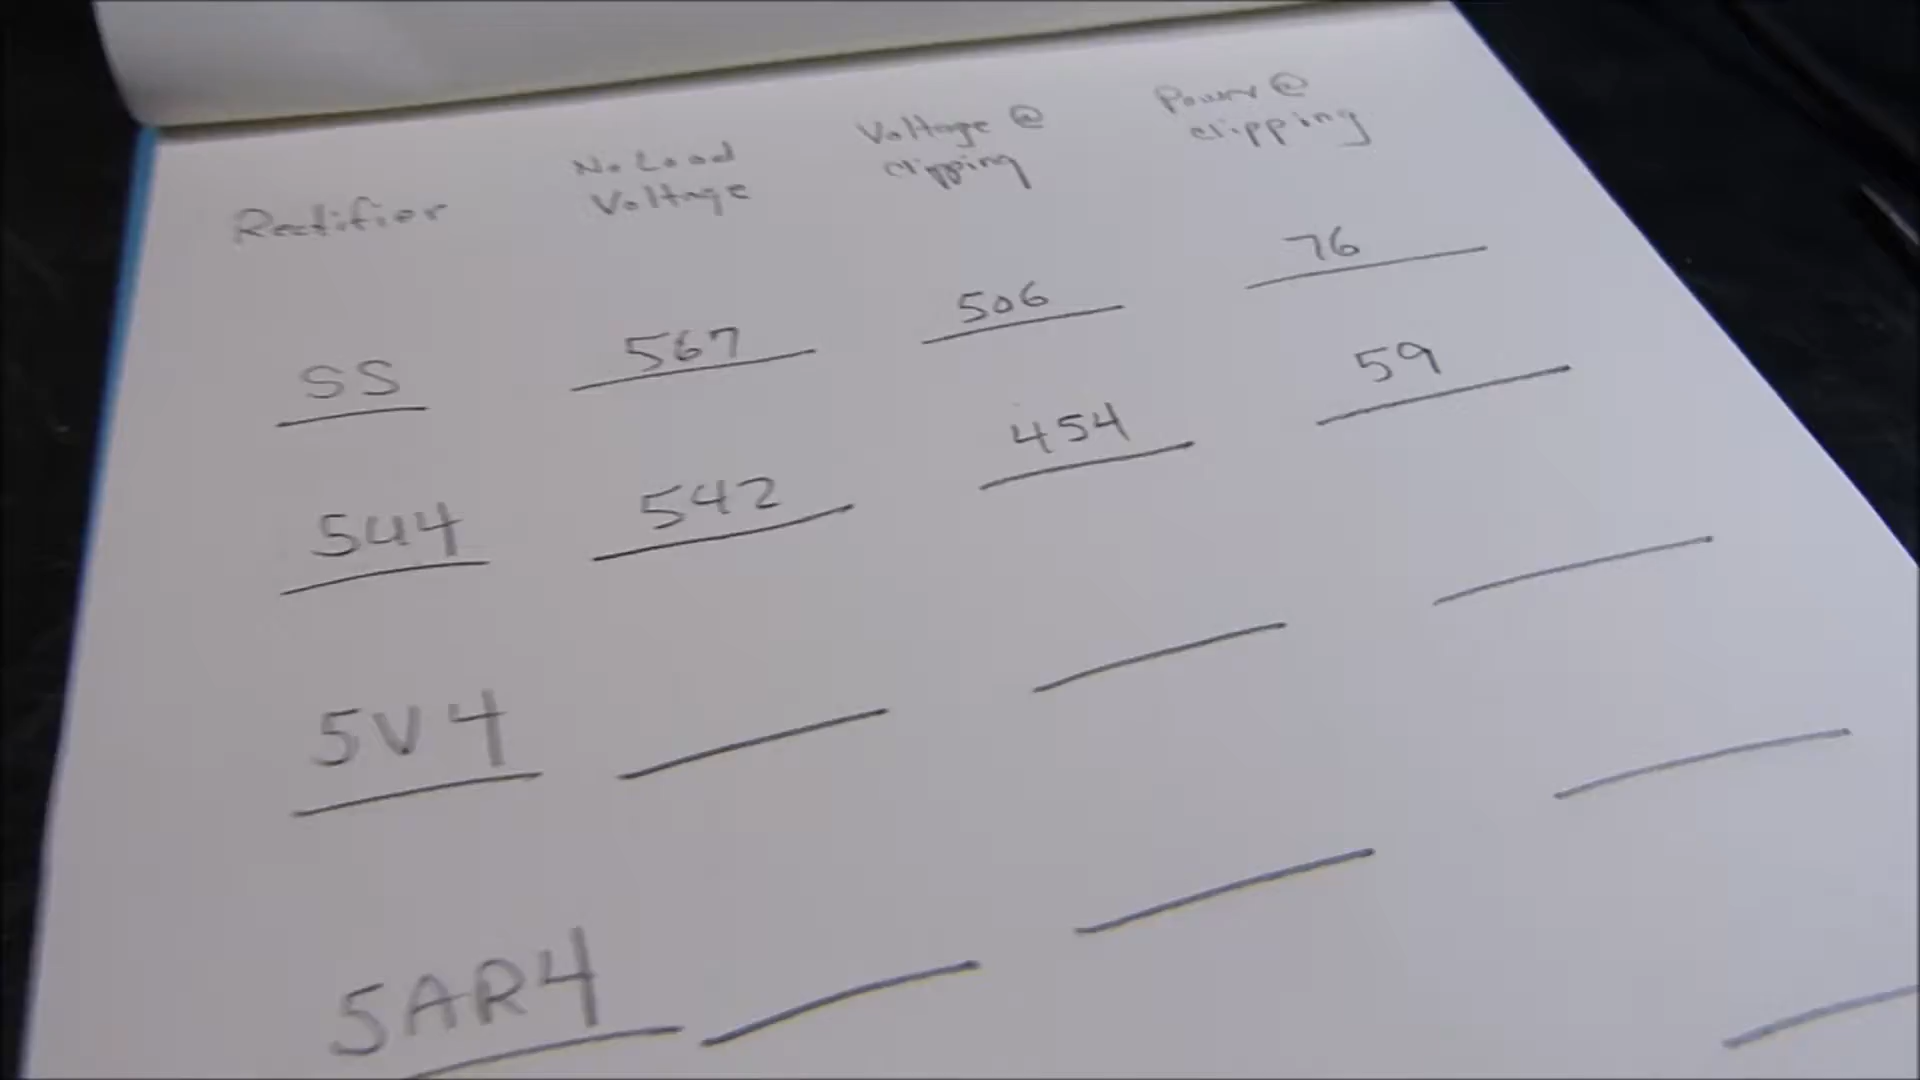 Rectifier
No Load
Voltage
Voltage @
clipping
Power @
clipping
SS 567 506 76
5U4 542 454 59
5V4
5AR4